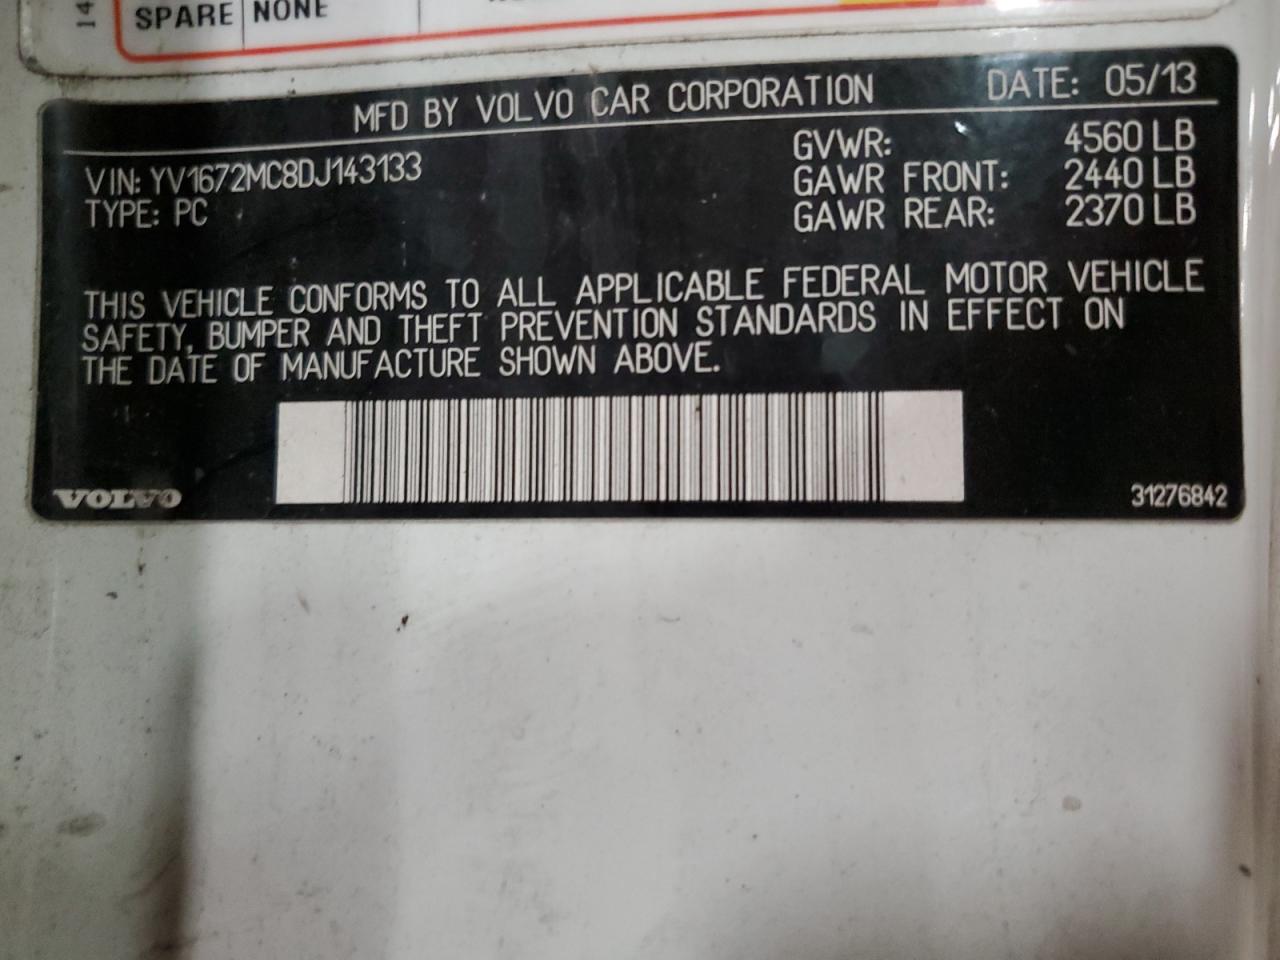 14
SPARE NONE
MFD BY VOLVO CAR CORPORATION DATE: 05/13
VIN: YV1672MC8DJ143133 GVWR: 4560 LB
TYPE: PC GAWR FRONT: 2440 LB
GAWR REAR: 2370 LB
THIS VEHICLE CONFORMS TO ALL APPLICABLE FEDERAL MOTOR VEHICLE
SAFETY, BUMPER AND THEFT PREVENTION STANDARDS IN EFFECT ON
THE DATE OF MANUFACTURE SHOWN ABOVE.
VOLVO 31276842